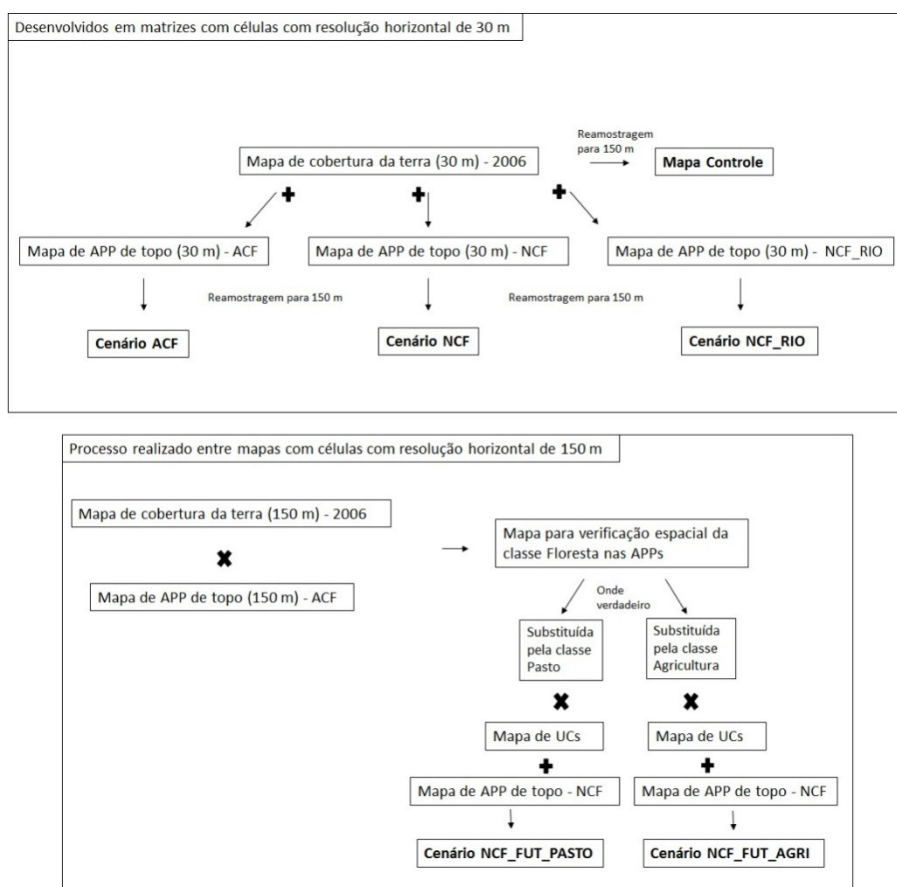 Desenvolvidos em matrizes com células com resolução horizontal de 30 m
Reamostragem
para 150 m
Mapa de cobertura da terra (30 m) - 2006
Mapa Controle
Mapa de APP de topo (30 m) - ACF
Mapa de APP de topo (30 m) - NCF
Mapa de APP de topo (30 m) - NCF_RIO
Reamostragem para 150 m
Reamostragem para 150 m
Cenário ACF
Cenário NCF
Cenário NCF_RIO
Processo realizado entre mapas com células com resolução horizontal de 150 m
Mapa de cobertura da terra (150 m) - 2006
Mapa de APP de topo (150 m) - ACF
Mapa para verificação espacial da
classe Floresta nas APPs
Onde
verdadeiro
Substituída
pela classe
Pasto
Substituída
pela classe
Agricultura
Mapa de UCs
Mapa de UCs
Mapa de APP de topo - NCF
Mapa de APP de topo - NCF
Cenário NCF_FUT_PASTO
Cenário NCF_FUT_AGRI